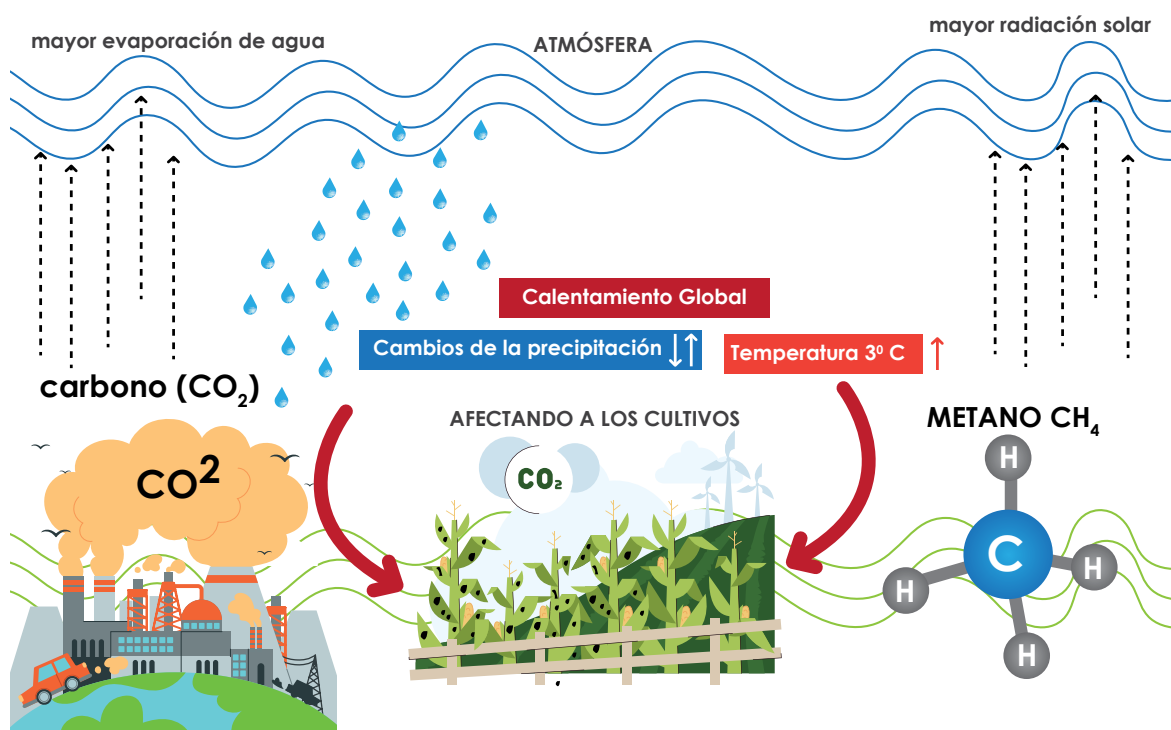 mayor evaporación de agua
ATMÓSFERA
mayor radiación solar
Calentamiento Global
Cambios de la precipitación ↓↑
Temperatura 3º C ↑
carbono (CO₂)
AFECTANDO A LOS CULTIVOS
METANO CH₄
CO²
CO₂
H
C
H
H
H